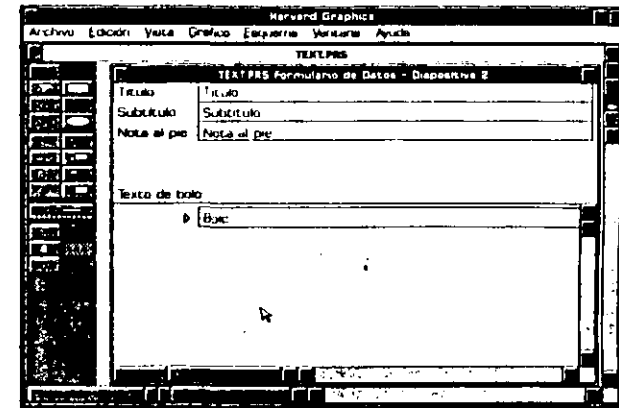 Harvard Graphics
Archivo Edición Vista Gráfico Esquema Ventana Ayuda
TEXT.PRS
TEXT.PRS Formulario de Datos - Diapositiva 2
Título Título
Subtítulo Subtítulo
Nota al pie Nota al pie
Texto de bolo
Bolo